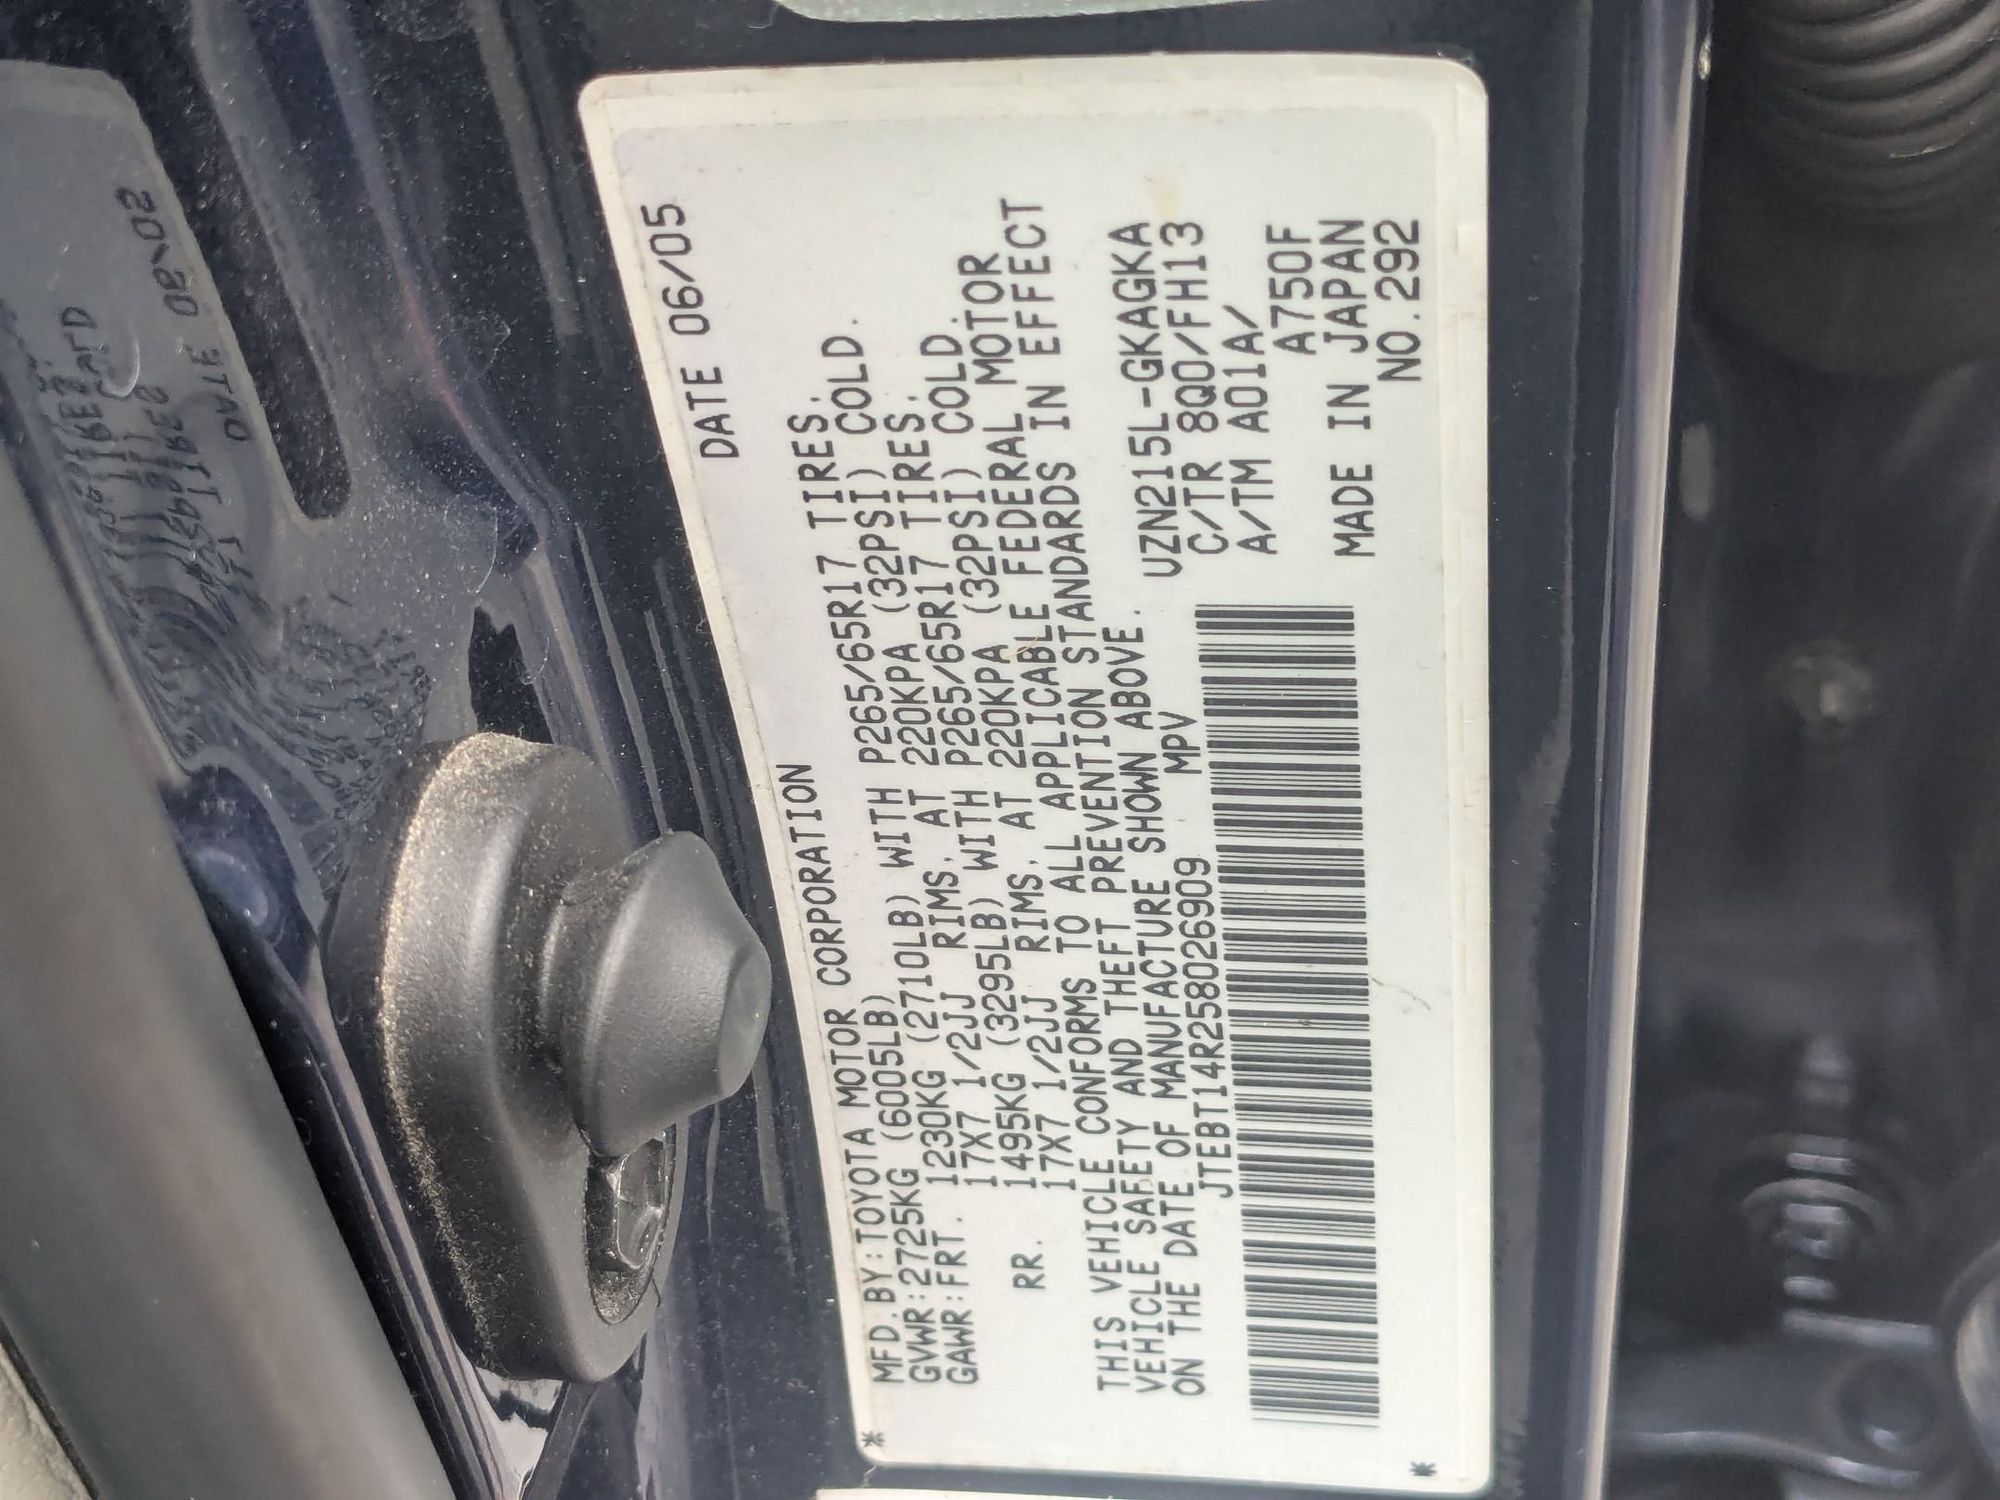 DATE 06/05
MFD. BY:TOYOTA MOTOR CORPORATION
GVWR:2725KG (6005LB)
GAWR:FRT. 1230KG (2710LB) WITH P265/65R17 TIRES.
17X7 1/2JJ RIMS. AT 220KPA (32PSI) COLD.
RR. 1495KG (3295LB) WITH P265/65R17 TIRES.
17X7 1/2JJ RIMS. AT 220KPA (32PSI) COLD.
THIS VEHICLE CONFORMS TO ALL APPLICABLE FEDERAL MOTOR
VEHICLE SAFETY AND THEFT PREVENTION STANDARDS IN EFFECT
ON THE DATE OF MANUFACTURE SHOWN ABOVE.
JTEBT14R258026909 MPV
UZN215L-GKAGKA
C/TR 8Q0/FH13
A/TM A01A/
A750F
MADE IN JAPAN
NO.292
* *